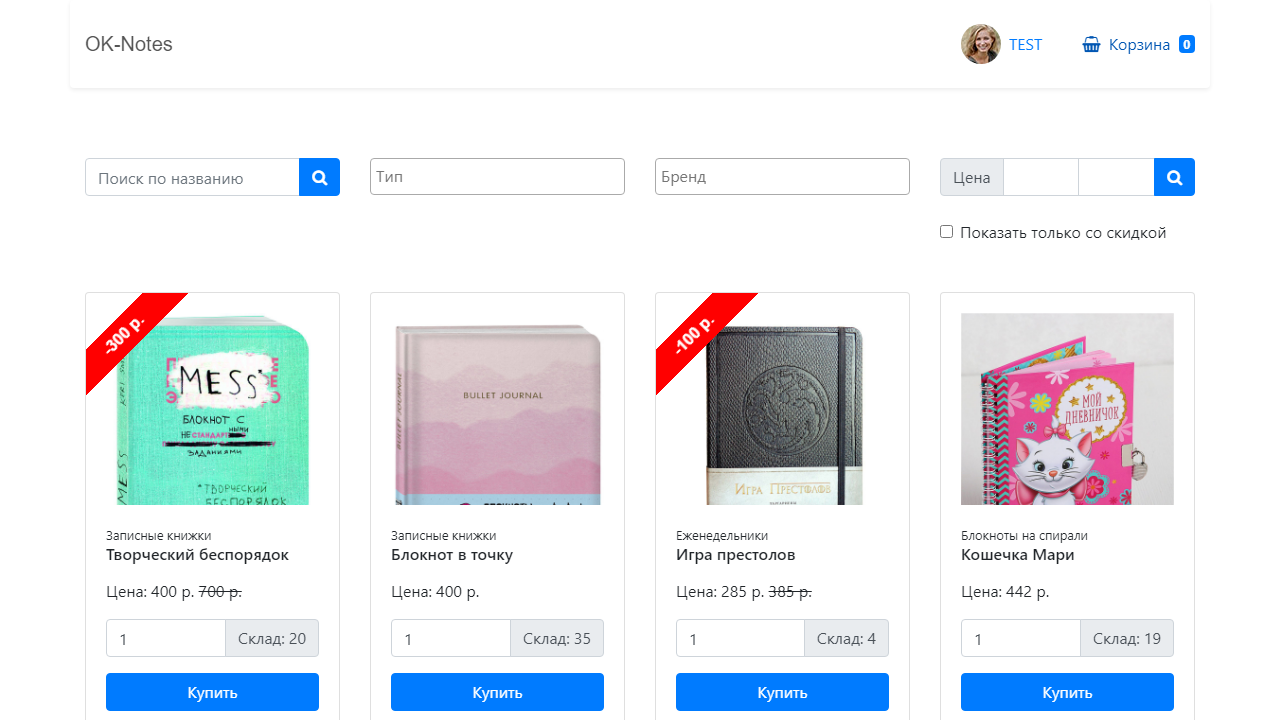 OK-Notes
TEST
Корзина 0
Поиск по названию
Тип
Бренд
Цена
Показать только со скидкой
-300 р.
MESS*
БЛОКНОТ С
НЕСТАНДАРТНЫМИ
ЗАДАНИЯМИ
*ТВОРЧЕСКИЙ
БЕСПОРЯДОК
MESS
BULLET JOURNAL
BULLET JOURNAL
-100 р.
ИГРА ПРЕСТОЛОВ
МОЙ
ДНЕВНИЧОК
Записные книжки
Творческий беспорядок
Цена: 400 р. 700 р.
1
Склад: 20
Купить
Записные книжки
Блокнот в точку
Цена: 400 р.
1
Склад: 35
Купить
Еженедельники
Игра престолов
Цена: 285 р. 385 р.
1
Склад: 4
Купить
Блокноты на спирали
Кошечка Мари
Цена: 442 р.
1
Склад: 19
Купить